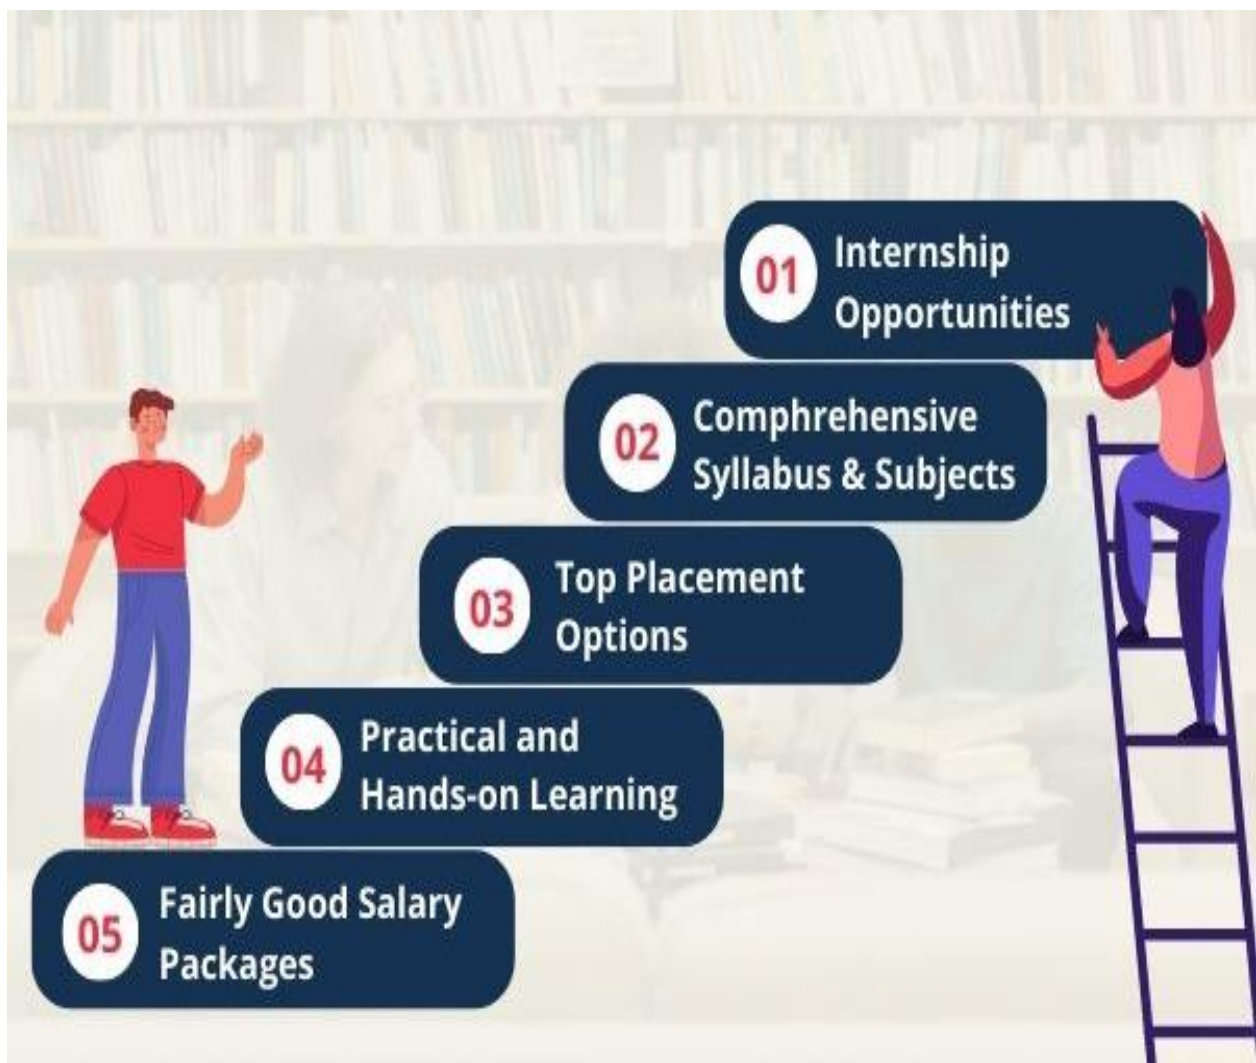 01
Internship
Opportunities
02
Comphrehensive
Syllabus & Subjects
03
Top Placement
Options
04
Practical and
Hands-on Learning
05
Fairly Good Salary
Packages